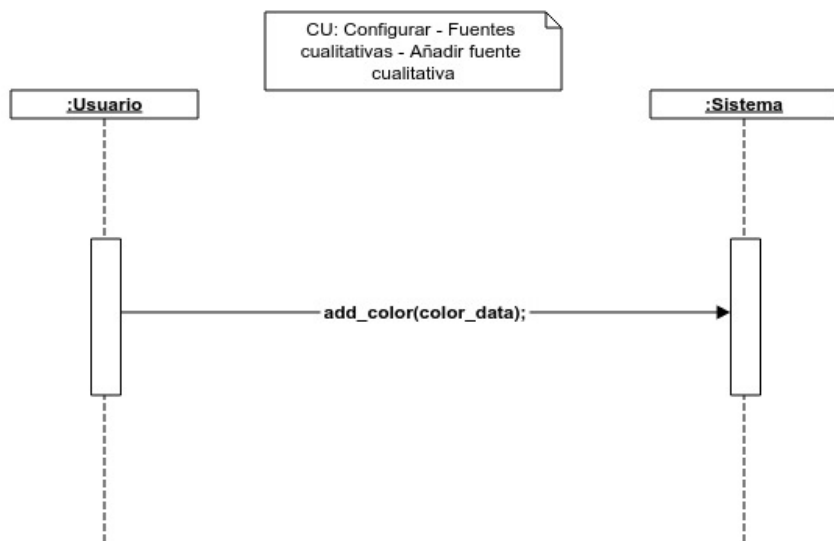 CU: Configurar - Fuentes
cualitativas - Añadir fuente
cualitativa
:Usuario
:Sistema
add_color(color_data);